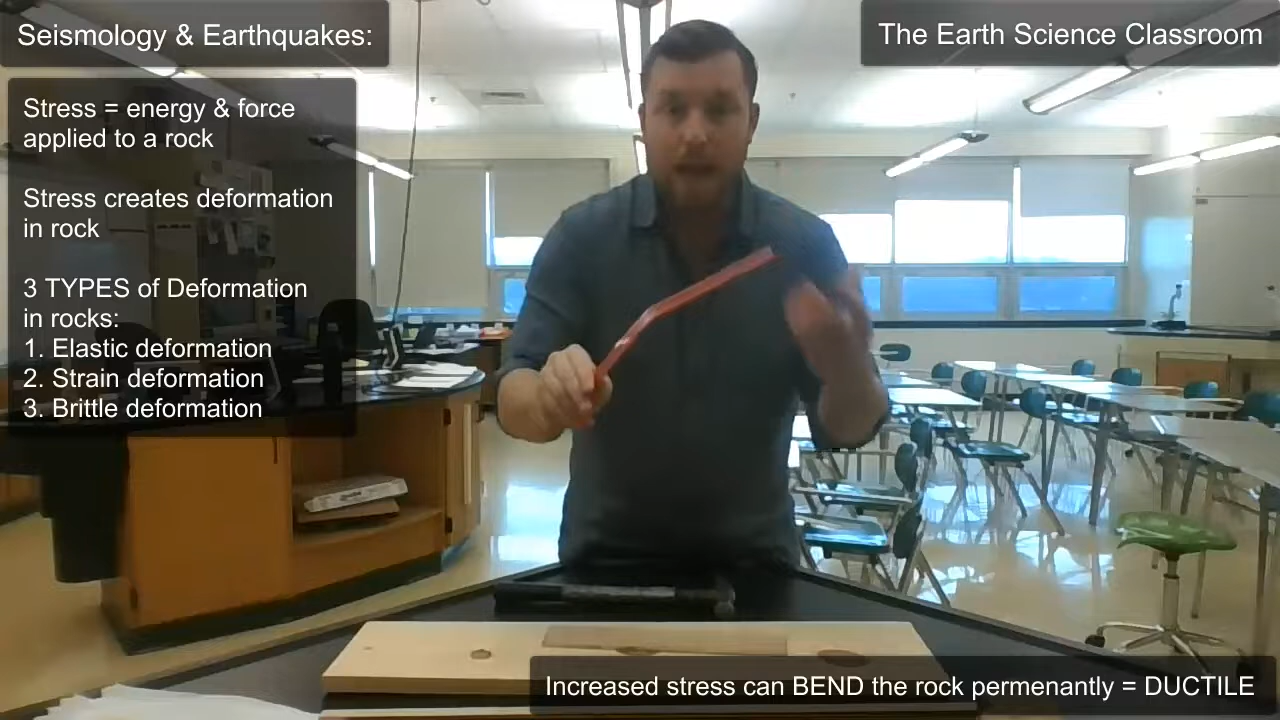 Seismology & Earthquakes:
The Earth Science Classroom
Stress = energy & force
applied to a rock
Stress creates deformation
in rock
3 TYPES of Deformation
in rocks:
1. Elastic deformation
2. Strain deformation
3. Brittle deformation
Increased stress can BEND the rock permenantly = DUCTILE